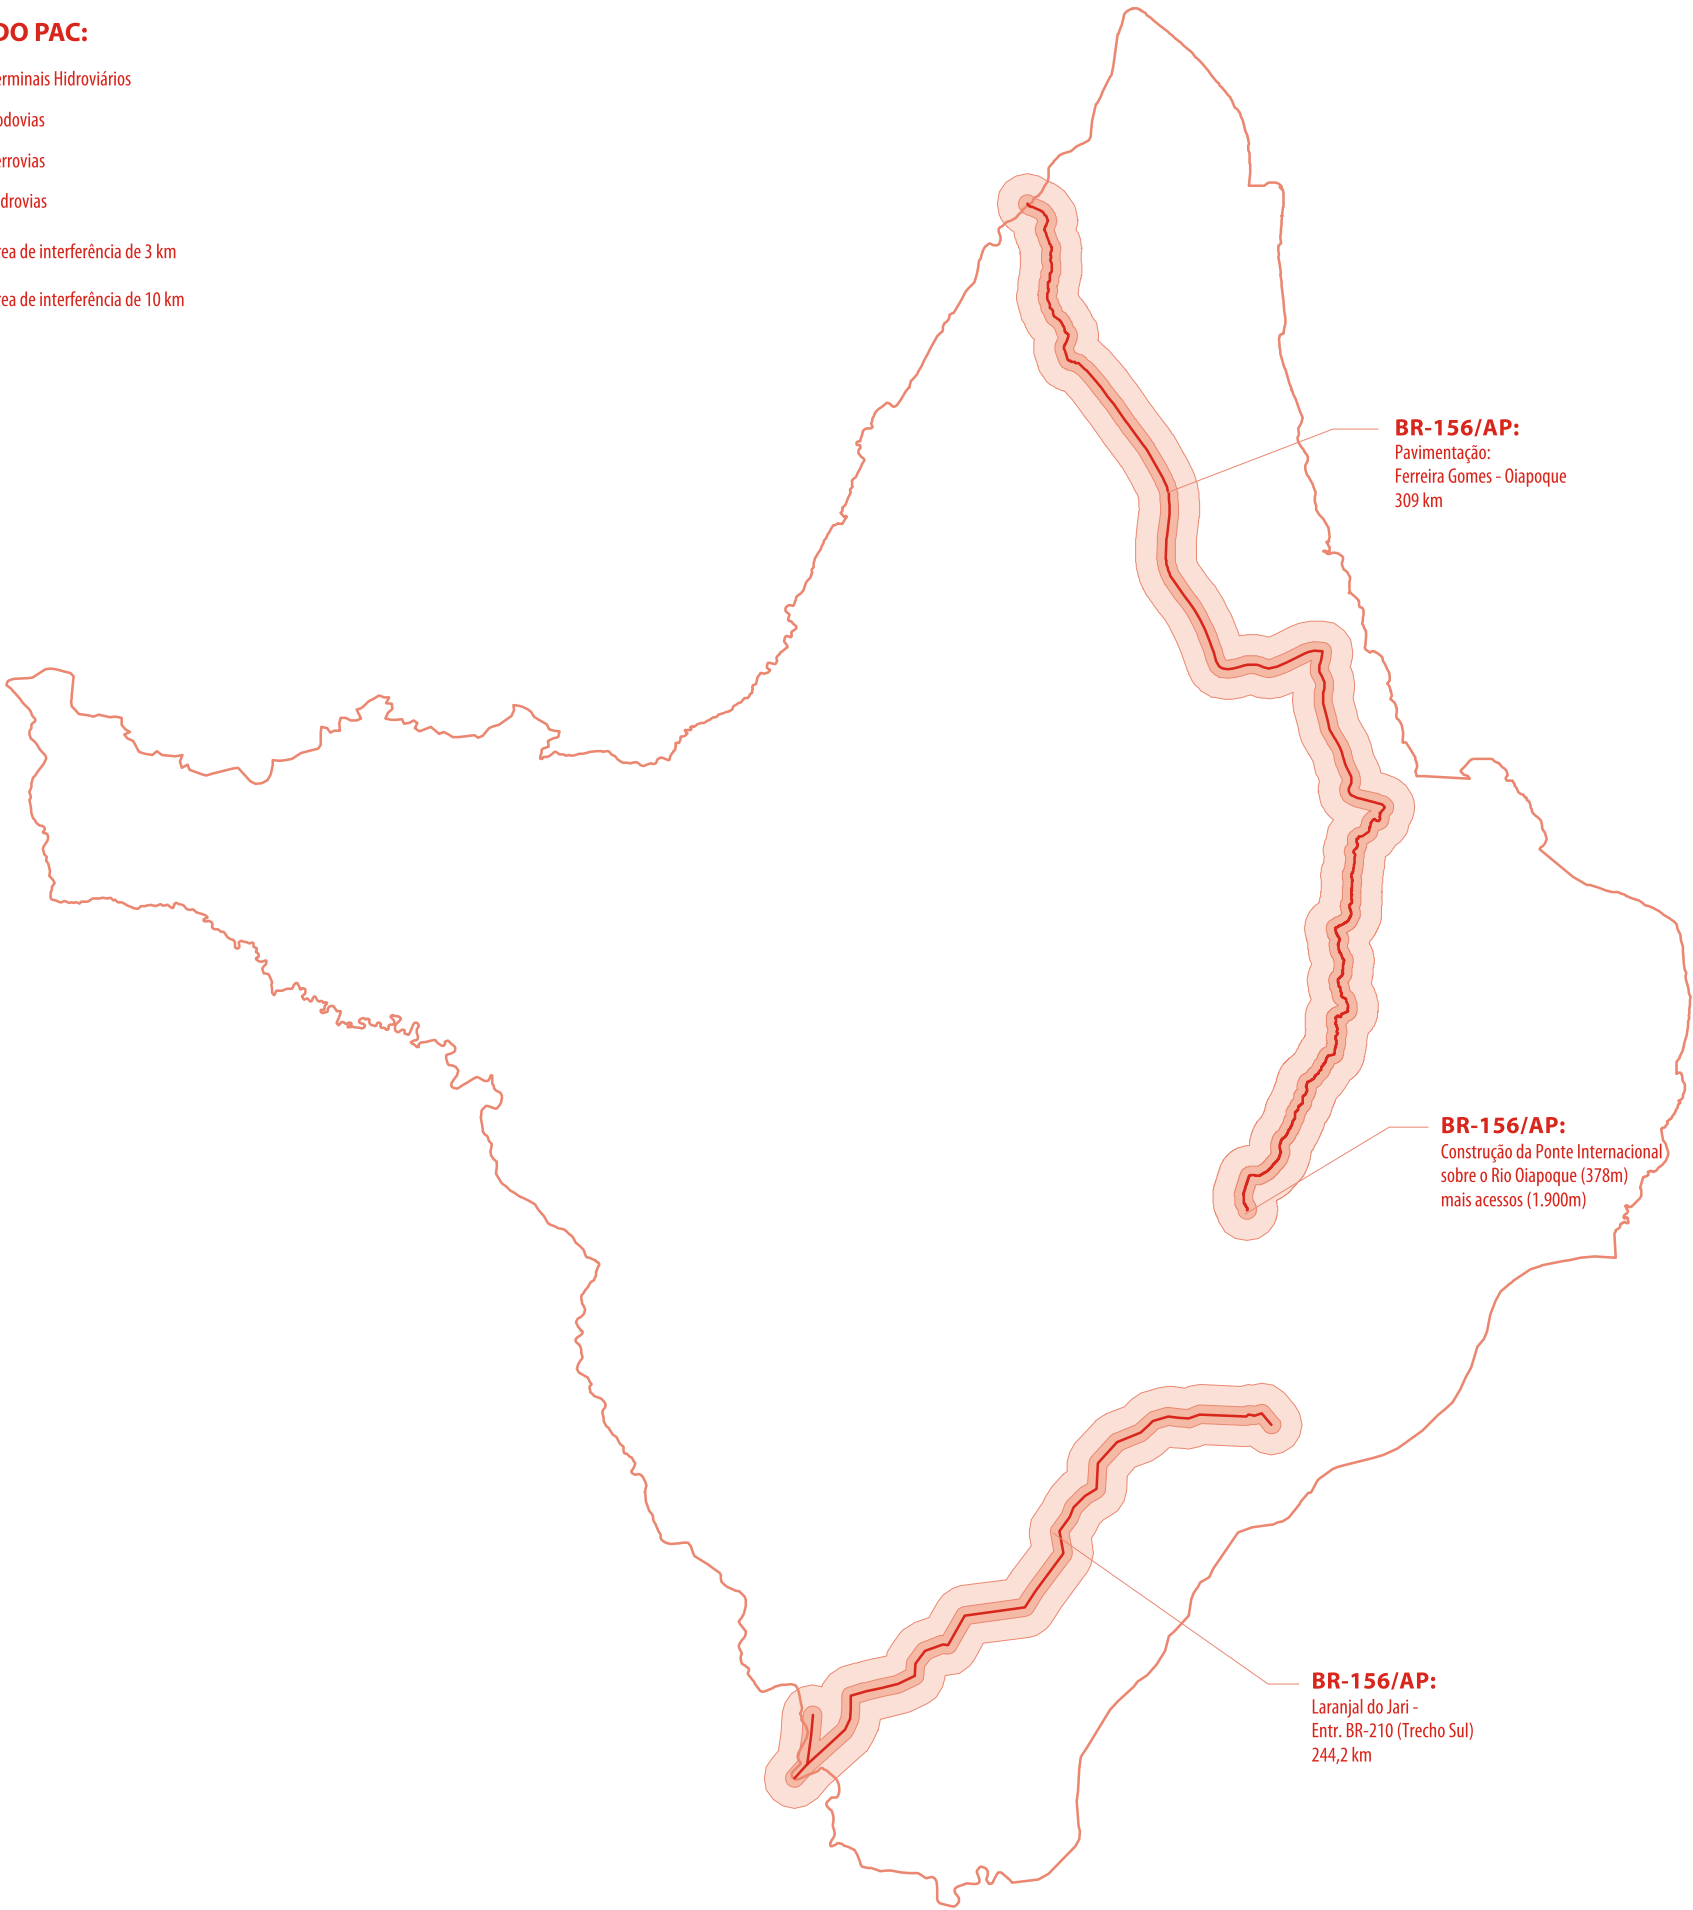 DO PAC:
erminais Hidroviários
odovias
errovias
idrovias
rea de interferência de 3 km
rea de interferência de 10 km
BR-156/AP:
Pavimentação:
Ferreira Gomes - Oiapoque
309 km
BR-156/AP:
Construção da Ponte Internacional
sobre o Rio Oiapoque (378m)
mais acessos (1.900m)
BR-156/AP:
Laranjal do Jari -
Entr. BR-210 (Trecho Sul)
244,2 km